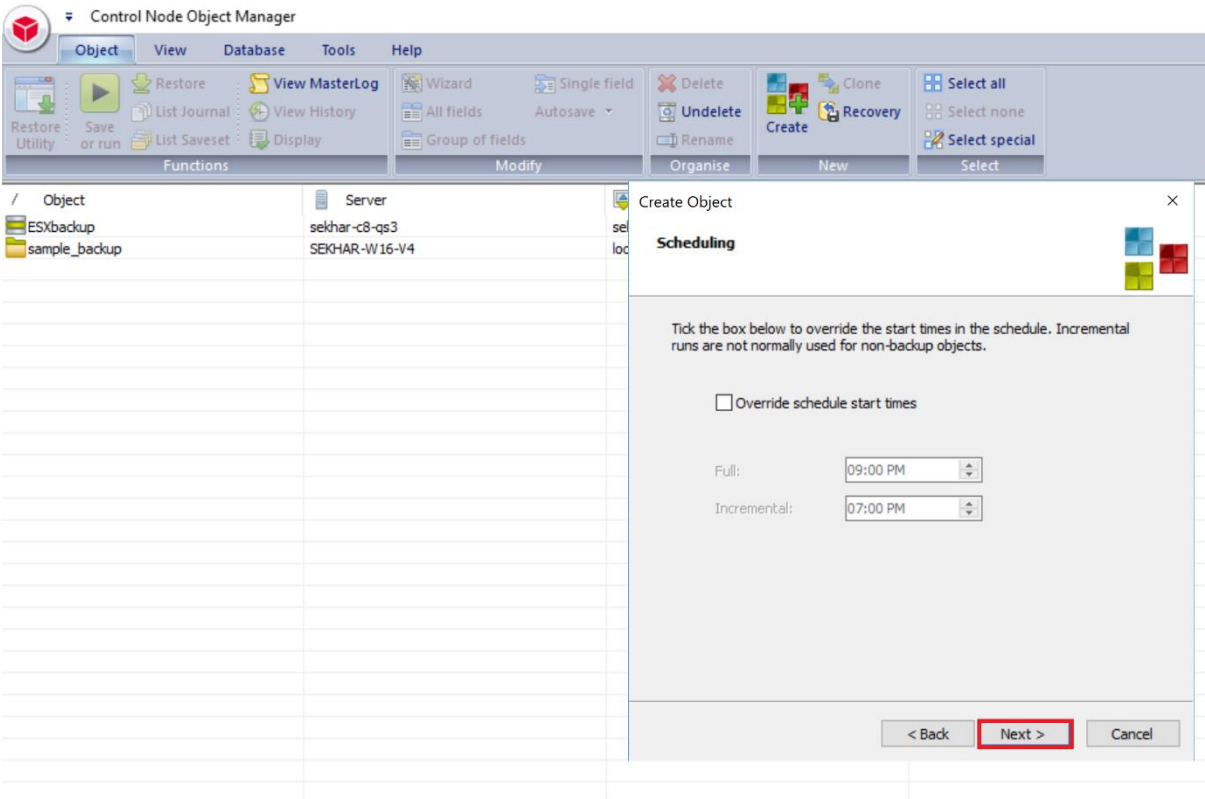 Control Node Object Manager
Object View Database Tools Help
Restore Utility
Save or run
Restore
List Journal
List Saveset
View MasterLog
View History
Display
Functions
Wizard
All fields
Group of fields
Single field
Autosave
Modify
Delete
Undelete
Rename
Organise
Create
Clone
Recovery
New
Select all
Select none
Select special
Select
/ Object Server
ESXbackup sekhar-c8-qs3 sel
sample_backup SEKHAR-W16-V4 loc
Create Object
Scheduling
Tick the box below to override the start times in the schedule. Incremental
runs are not normally used for non-backup objects.
Override schedule start times
Full: 09:00 PM
Incremental: 07:00 PM
< Back Next > Cancel